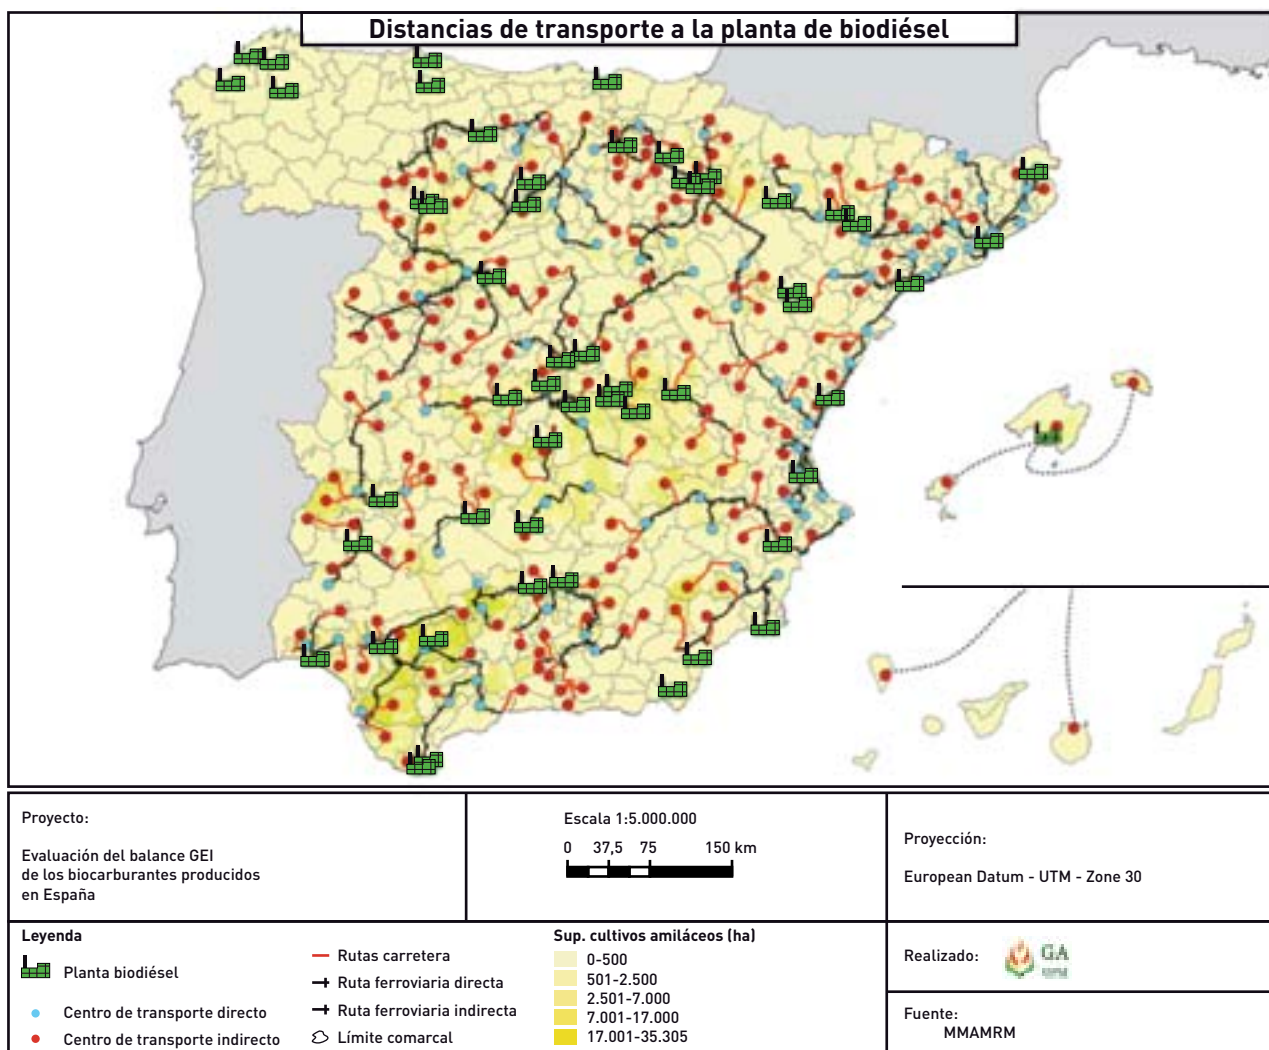 Distancias de transporte a la planta de biodiésel
Proyecto:
Evaluación del balance GEI
de los biocarburantes producidos
en España
Escala 1:5.000.000
0 37,5 75 150 km
Proyección:
European Datum - UTM - Zone 30
Leyenda
Planta biodiésel
Centro de transporte directo
Centro de transporte indirecto
Rutas carretera
Ruta ferroviaria directa
Ruta ferroviaria indirecta
Límite comarcal
Sup. cultivos amiláceos (ha)
0-500
501-2.500
2.501-7.000
7.001-17.000
17.001-35.305
Realizado:
GA
Fuente:
MMAMRM